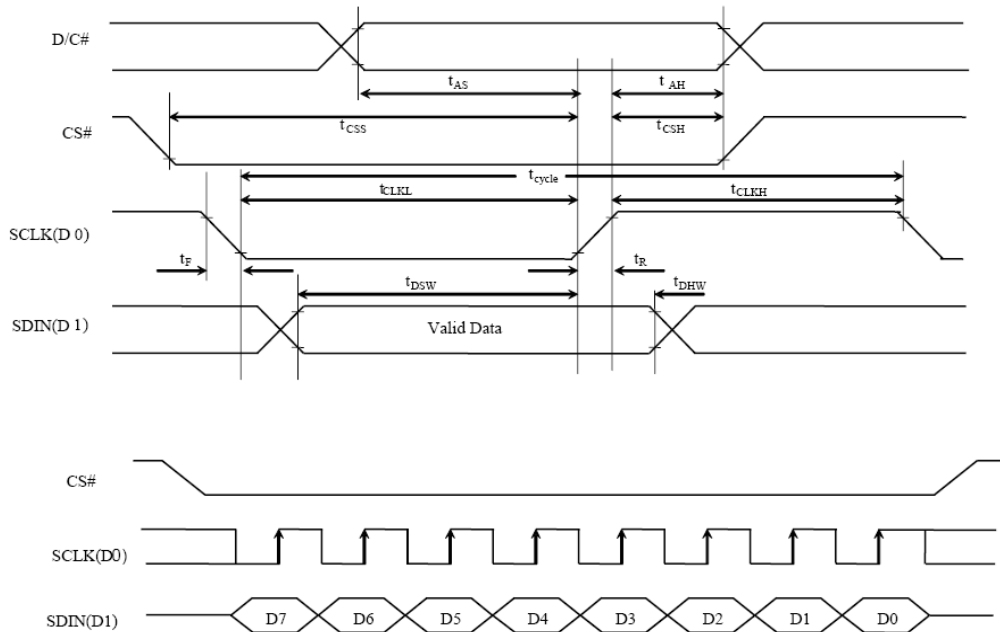 D/C#
tAS
t AH
CS#
tCSS
tCSH
tcycle
tCLKL
tCLKH
SCLK(D 0)
tF
tR
tDSW
tDHW
SDIN(D 1)
Valid Data
CS#
SCLK(D0)
SDIN(D1)
D7 D6 D5 D4 D3 D2 D1 D0